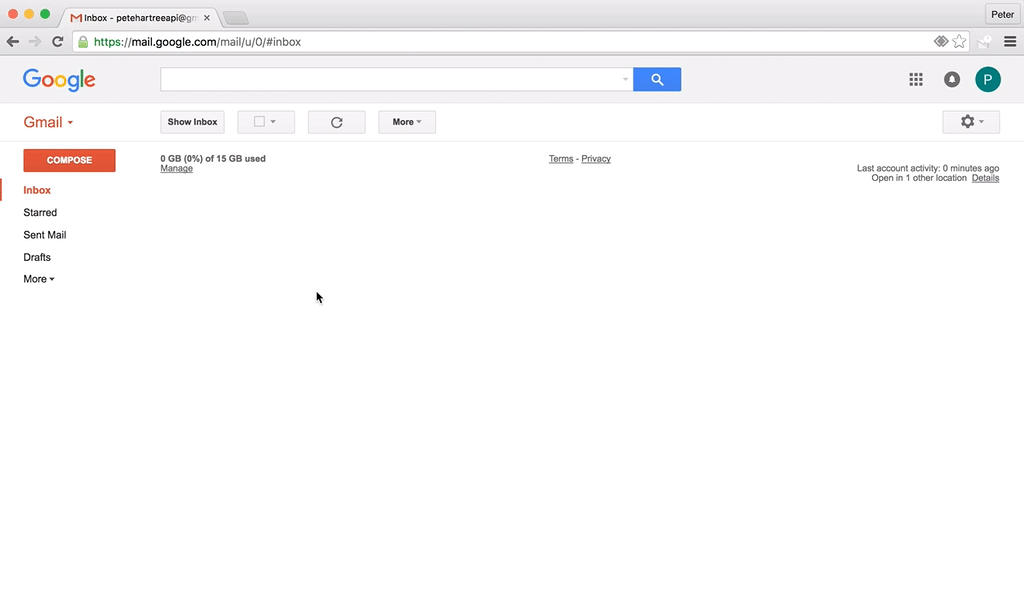 Inbox - petehartreeapi@gm
Peter
https://mail.google.com/mail/u/0/#inbox
Google
P
Gmail
Show Inbox
More
COMPOSE
0 GB (0%) of 15 GB used
Manage
Terms - Privacy
Last account activity: 0 minutes ago
Open in 1 other location Details
Inbox
Starred
Sent Mail
Drafts
More